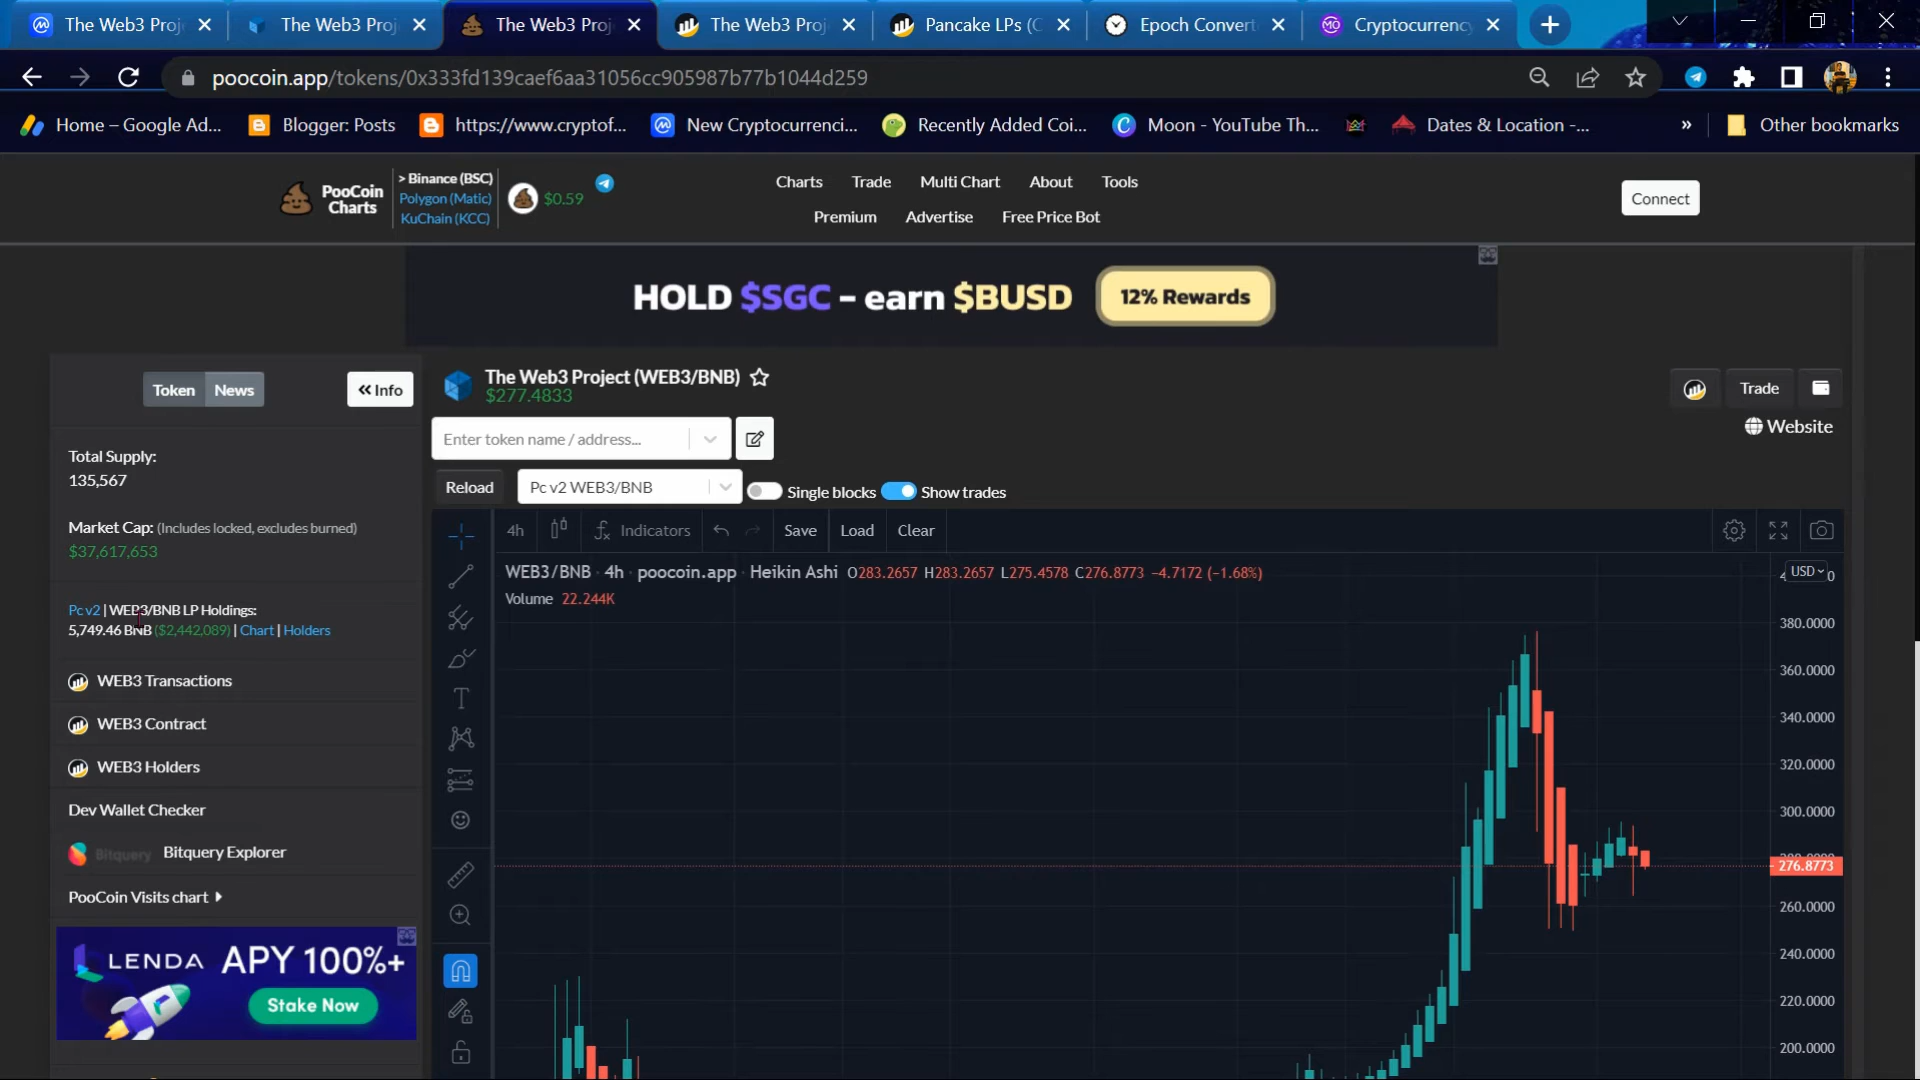 The Web3 Proj
The Web3 Proj
The Web3 Proj
The Web3 Proj
Pancake LPs (C
Epoch Convert
MO
Cryptocurrency
poocoin.app/tokens/0x333fd139caef6aa31056cc905987b77b1044d259
Home – Google Ad...
Blogger: Posts
https://www.cryptof...
New Cryptocurrenci...
Recently Added Coi...
Moon - YouTube Th...
Dates & Location -...
»
Other bookmarks
PooCoin
Charts
> Binance (BSC)
Polygon (Matic)
KuChain (KCC)
$0.59
Charts
Trade
Multi Chart
About
Tools
Premium
Advertise
Free Price Bot
Connect
HOLD $SGC – earn $BUSD
12% Rewards
Token
News
« Info
The Web3 Project (WEB3/BNB)
$277.4833
Trade
Website
Enter token name / address...
Total Supply:
135,567
Reload
Pc v2 WEB3/BNB
Single blocks
Show trades
Market Cap: (Includes locked, excludes burned)
$37,617,653
4h
Indicators
Save
Load
Clear
WEB3/BNB · 4h · poocoin.app · Heikin Ashi O283.2657 H283.2657 L275.4578 C276.8773 −4.7172 (−1.68%)
USD
Volume 22.244K
Pc v2 | WEB3/BNB LP Holdings:
5,749.46 BNB ($2,442,089) | Chart | Holders
WEB3 Transactions
WEB3 Contract
WEB3 Holders
Dev Wallet Checker
Bitquery
Bitquery Explorer
PooCoin Visits chart
LENDA APY 100%+
Stake Now
380.0000
360.0000
340.0000
320.0000
300.0000
276.8773
260.0000
240.0000
220.0000
200.0000